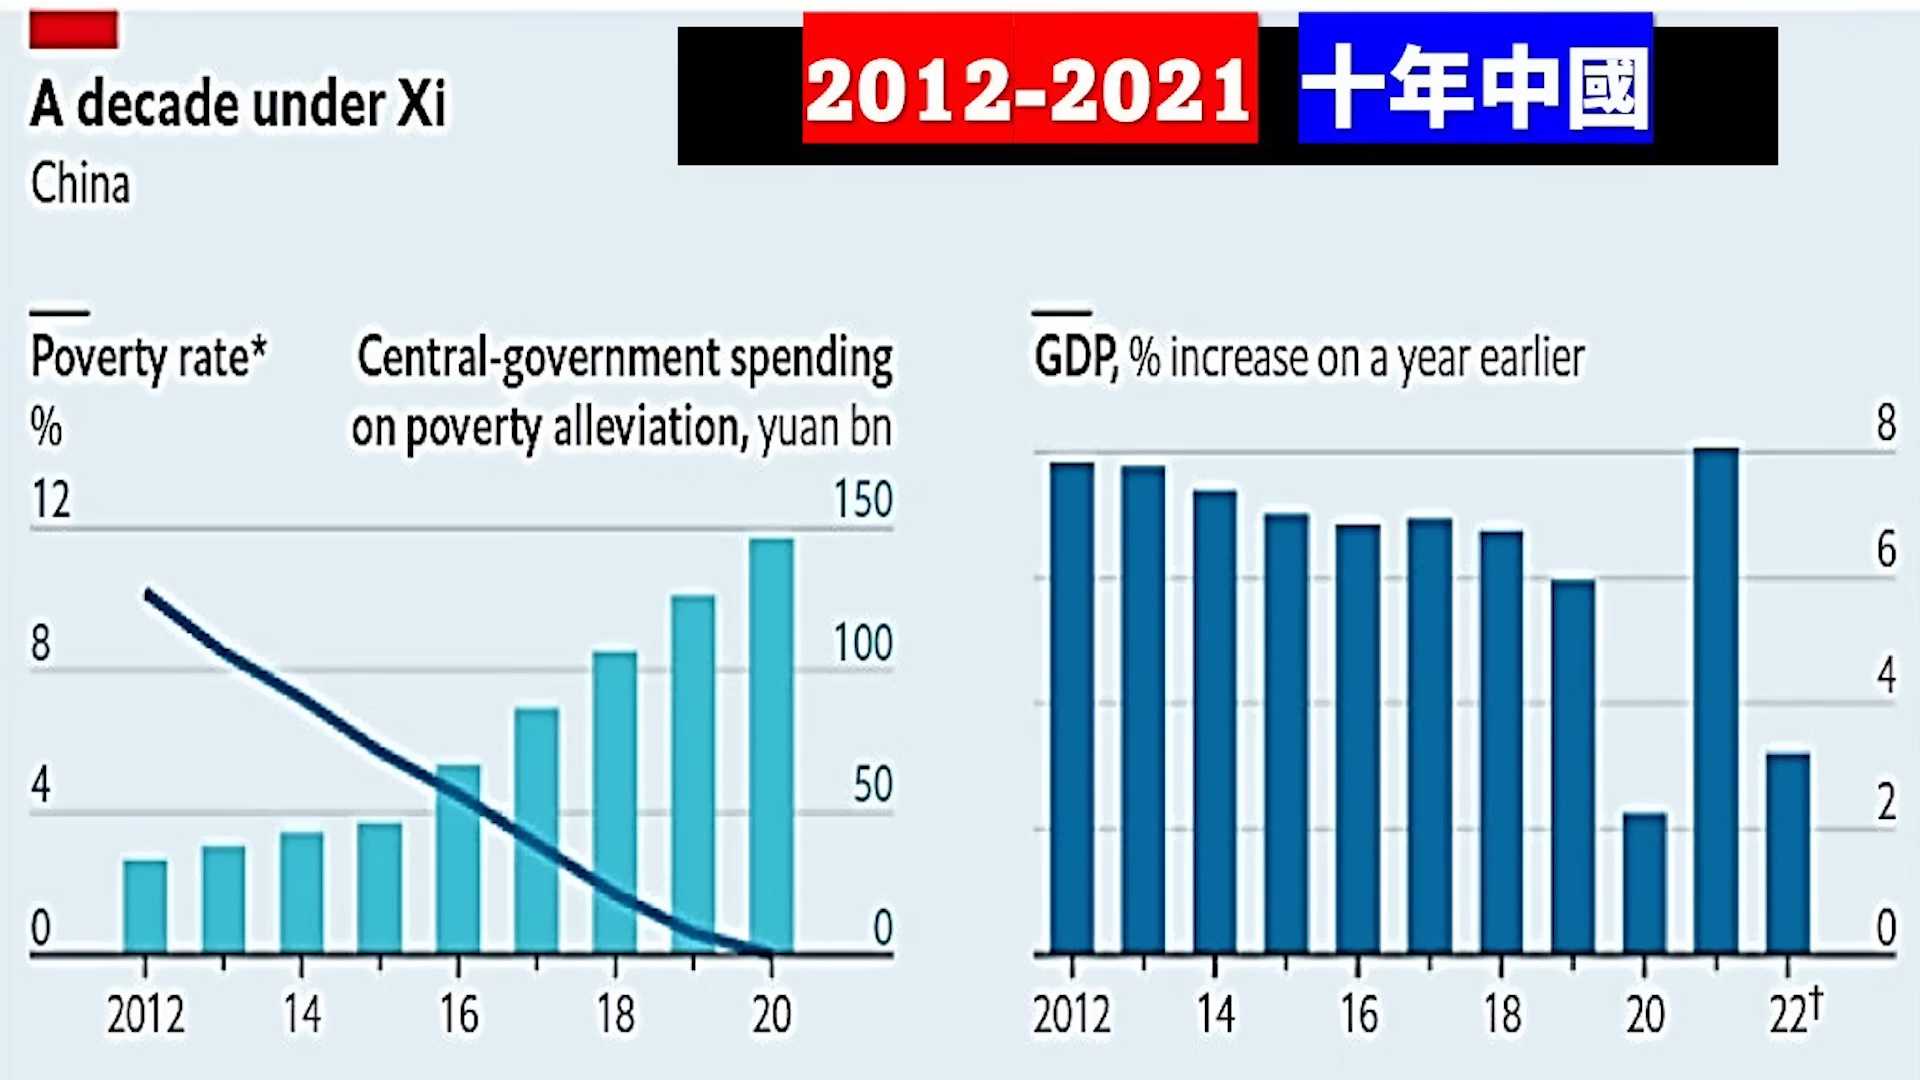 2012-2021 十年中國
A decade under Xi
China
Poverty rate*
%
Central-government spending
on poverty alleviation, yuan bn
12 150
8 100
4 50
0 0
2012 14 16 18 20
GDP, % increase on a year earlier
8
6
4
2
0
2012 14 16 18 20 22†